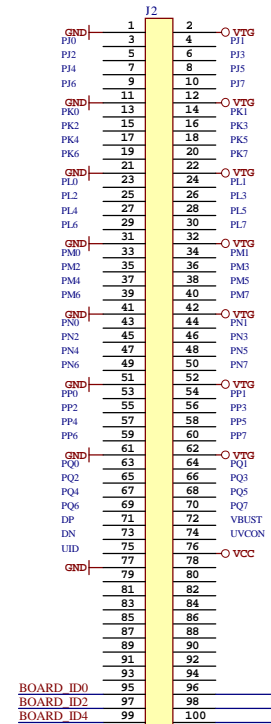 J2
GND 1 2 VTG
PJ0 3 4 PJ1
PJ2 5 6 PJ3
PJ4 7 8 PJ5
PJ6 9 10 PJ7
GND 11 12 VTG
PK0 13 14 PK1
PK2 15 16 PK3
PK4 17 18 PK5
PK6 19 20 PK7
GND 21 22 VTG
PL0 23 24 PL1
PL2 25 26 PL3
PL4 27 28 PL5
PL6 29 30 PL7
GND 31 32 VTG
PM0 33 34 PM1
PM2 35 36 PM3
PM4 37 38 PM5
PM6 39 40 PM7
GND 41 42 VTG
PN0 43 44 PN1
PN2 45 46 PN3
PN4 47 48 PN5
PN6 49 50 PN7
GND 51 52 VTG
PP0 53 54 PP1
PP2 55 56 PP3
PP4 57 58 PP5
PP6 59 60 PP7
GND 61 62 VTG
PQ0 63 64 PQ1
PQ2 65 66 PQ3
PQ4 67 68 PQ5
PQ6 69 70 PQ7
DP 71 72 VBUST
DN 73 74 UVCON
UID 75 76 VCC
GND 77 78
79 80
81 82
83 84
85 86
87 88
89 90
91 92
93 94
BOARD_ID0 95 96
BOARD_ID2 97 98
BOARD_ID4 99 100